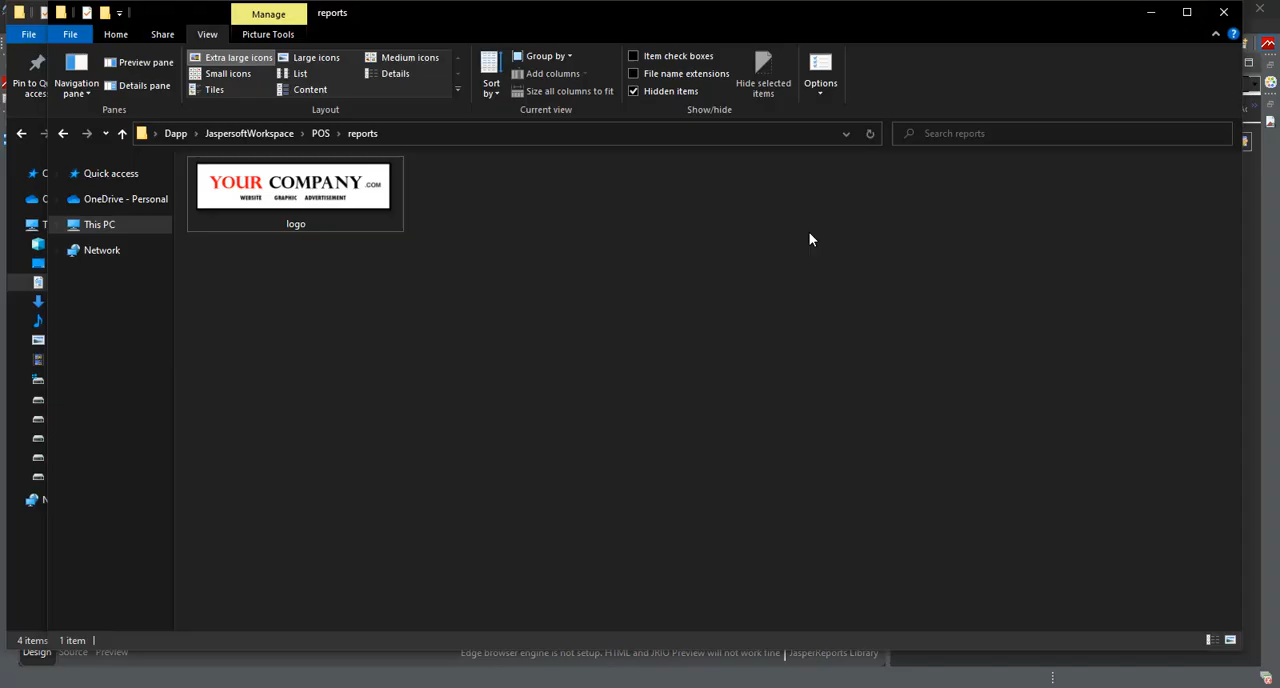 Manage
reports
File
File
Home
Share
View
Picture Tools
Pin to Qu
access
Navigation
pane
Preview pane
Details pane
Panes
Extra large icons
Large icons
Medium icons
Small icons
List
Details
Tiles
Content
Layout
Sort
by
Group by
Add columns
Size all columns to fit
Current view
Item check boxes
File name extensions
Hidden items
Hide selected
items
Show/hide
Options
Dapp > JaspersoftWorkspace > POS > reports
Search reports
Quick access
OneDrive - Personal
This PC
Network
YOUR COMPANY .COM
WEBSITE GRAPHIC ADVERTISEMENT
logo
4 items
1 item
Design
Source
Preview
Edge browser engine is not setup. HTML and JRIO Preview will not work fine
JasperReports Library